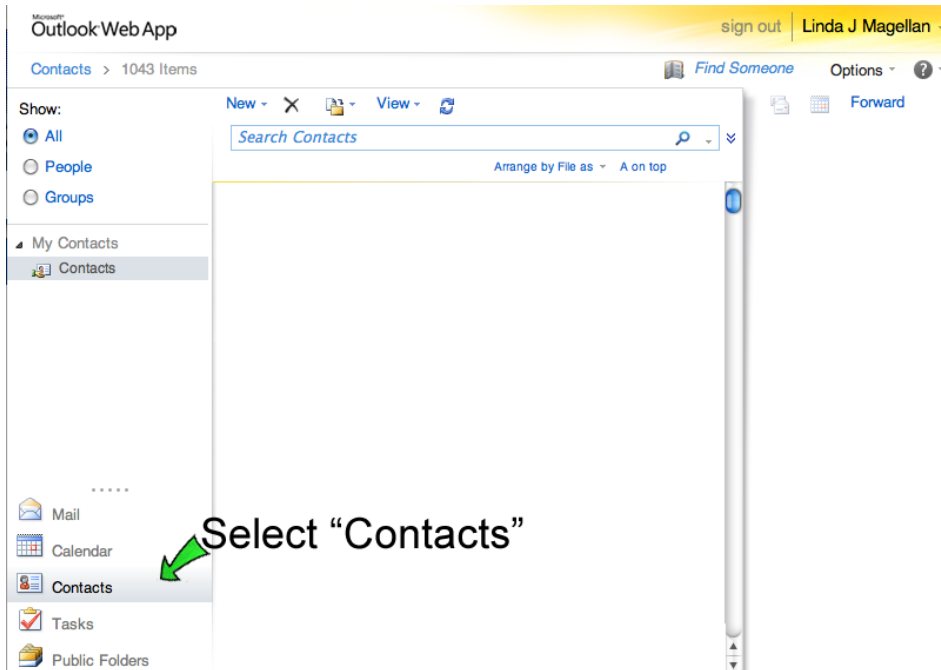 Microsoft®
Outlook Web App
sign out Linda J Magellan
Contacts > 1043 Items
Find Someone Options ?
Show:
All
People
Groups
My Contacts
Contacts
New X View
Search Contacts
Arrange by File as A on top
Forward
Mail
Calendar
Contacts
Tasks
Public Folders
Select “Contacts”